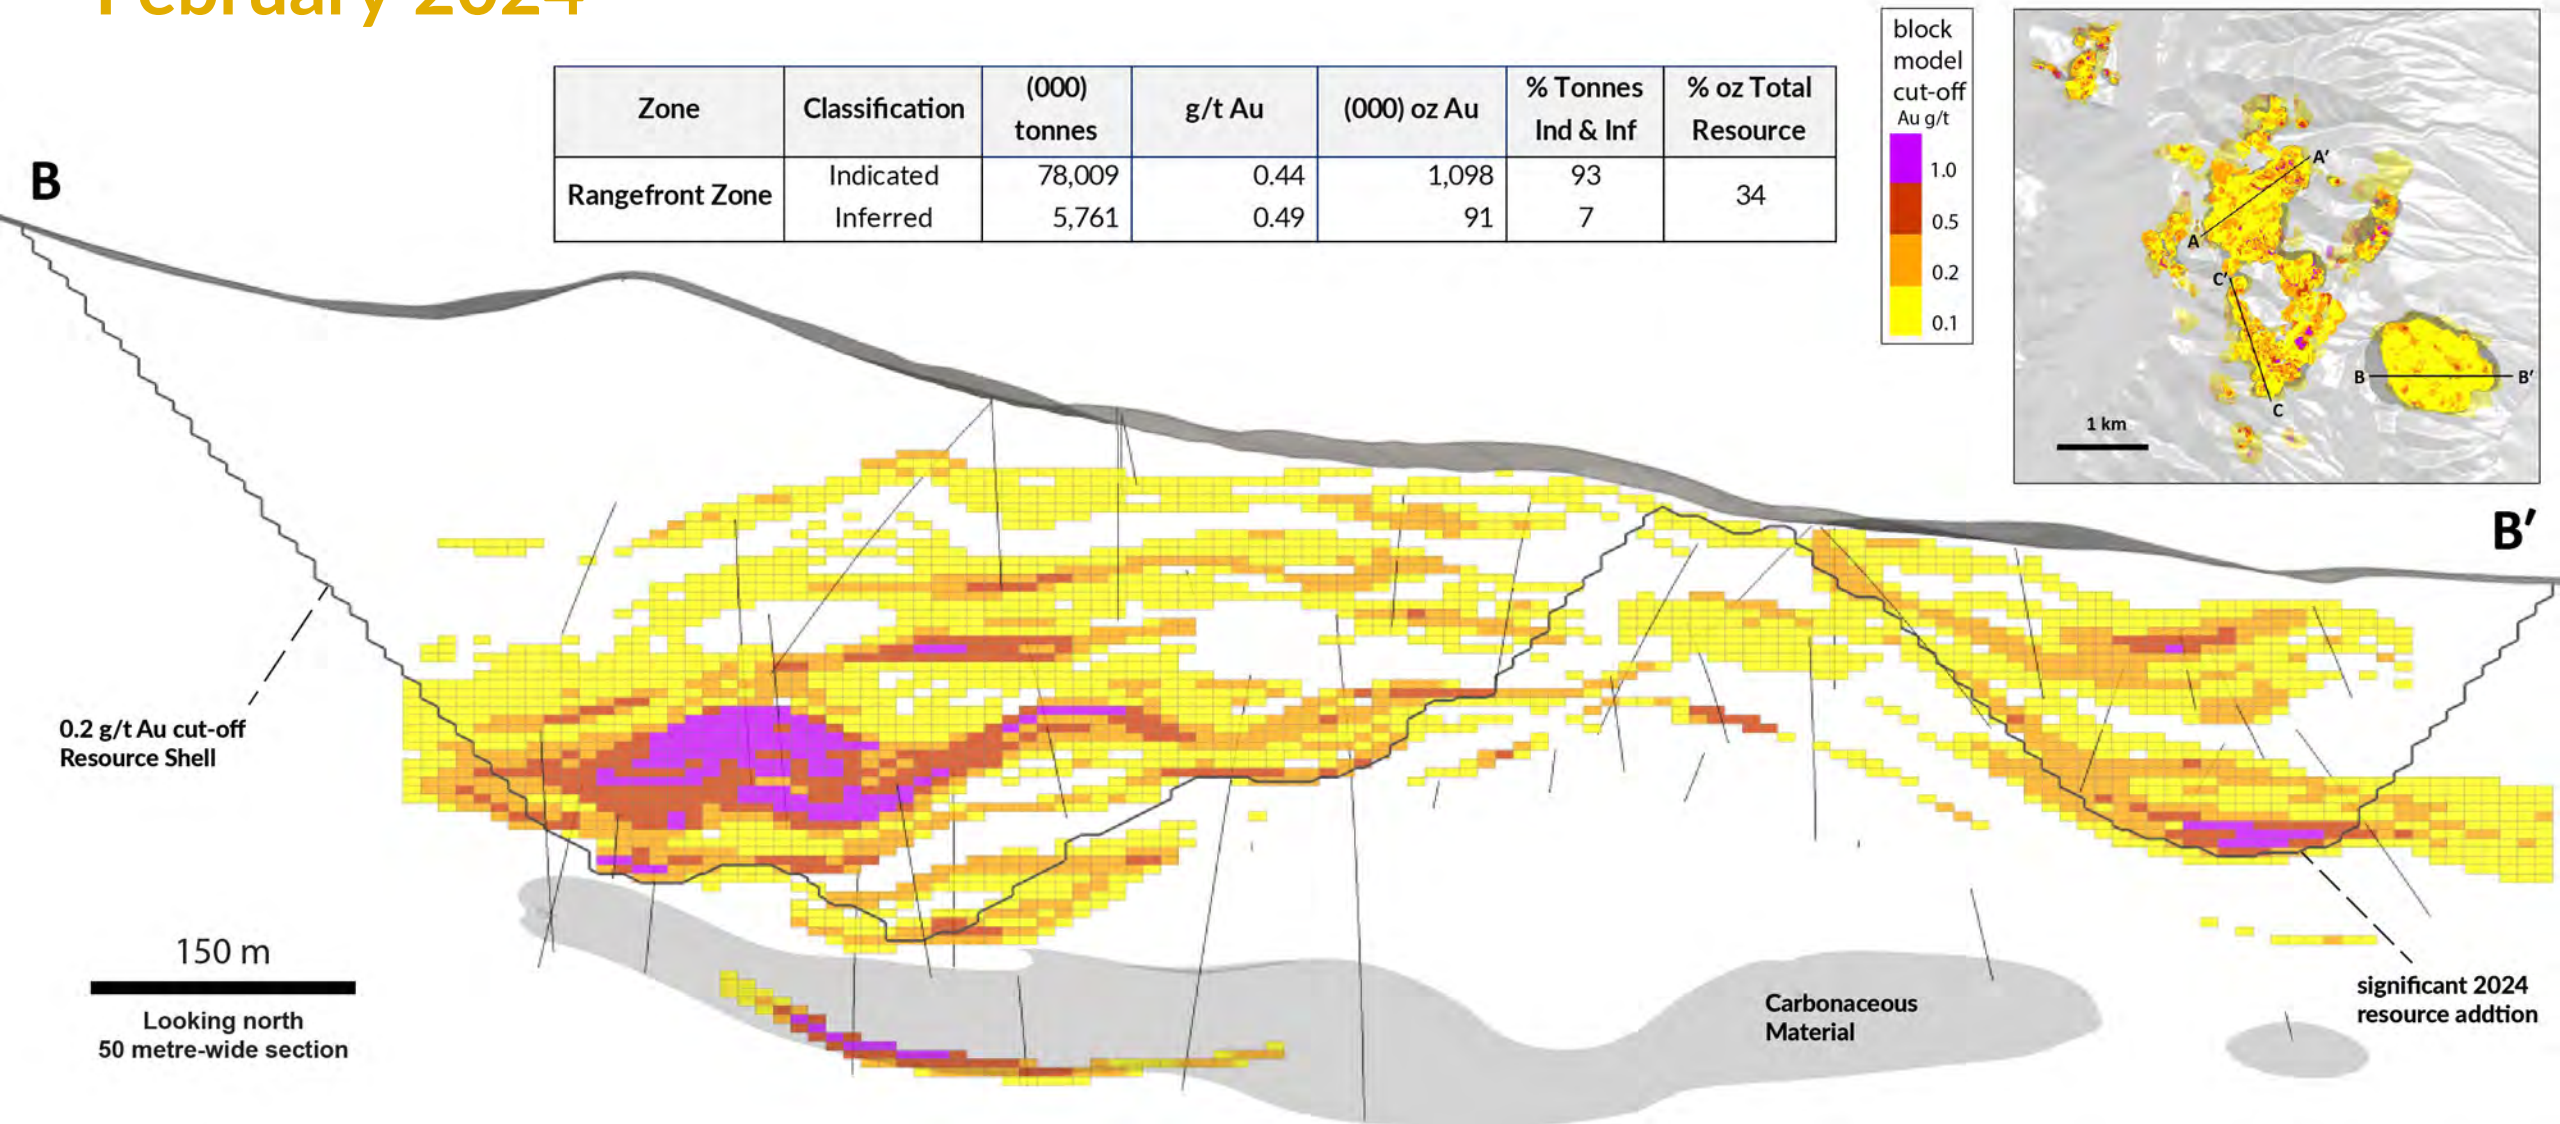 February 2024
Zone Classification (000) tonnes g/t Au (000) oz Au % Tonnes Ind & Inf % oz Total Resource
Rangefront Zone Indicated 78,009 0.44 1,098 93 34
Inferred 5,761 0.49 91 7
block
model
cut-off
Au g/t
1.0
0.5
0.2
0.1
A'
A
C'
B
B'
C
1 km
B
B'
0.2 g/t Au cut-off
Resource Shell
150 m
Looking north
50 metre-wide section
Carbonaceous
Material
significant 2024
resource addtion